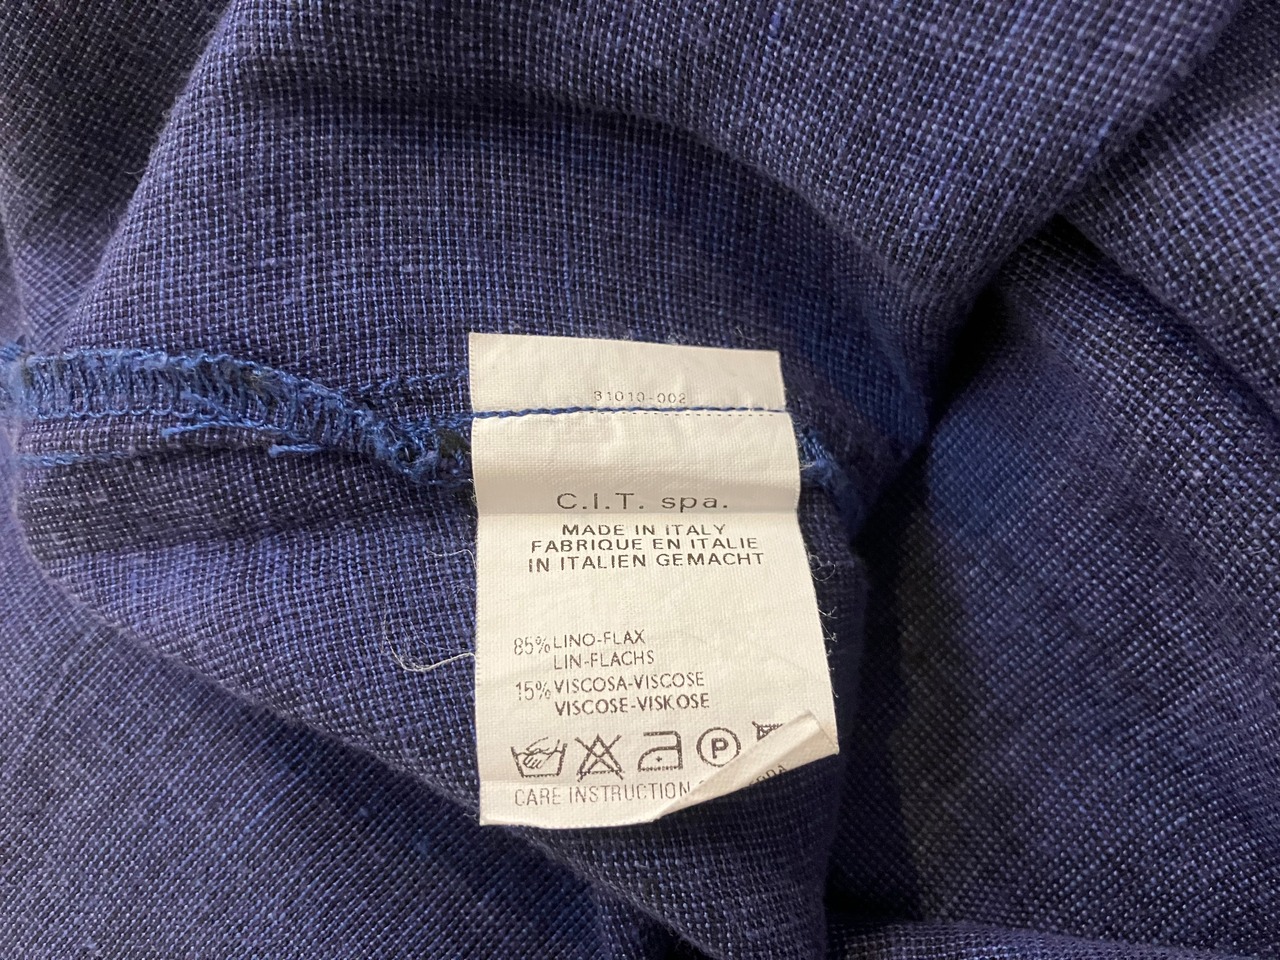 31010-002
C.I.T. spa.
MADE IN ITALY
FABRIQUE EN ITALIE
IN ITALIEN GEMACHT
85% LINO-FLAX
LIN-FLACHS
15% VISCOSA-VISCOSE
VISCOSE-VISKOSE
P
CARE INSTRUCTION